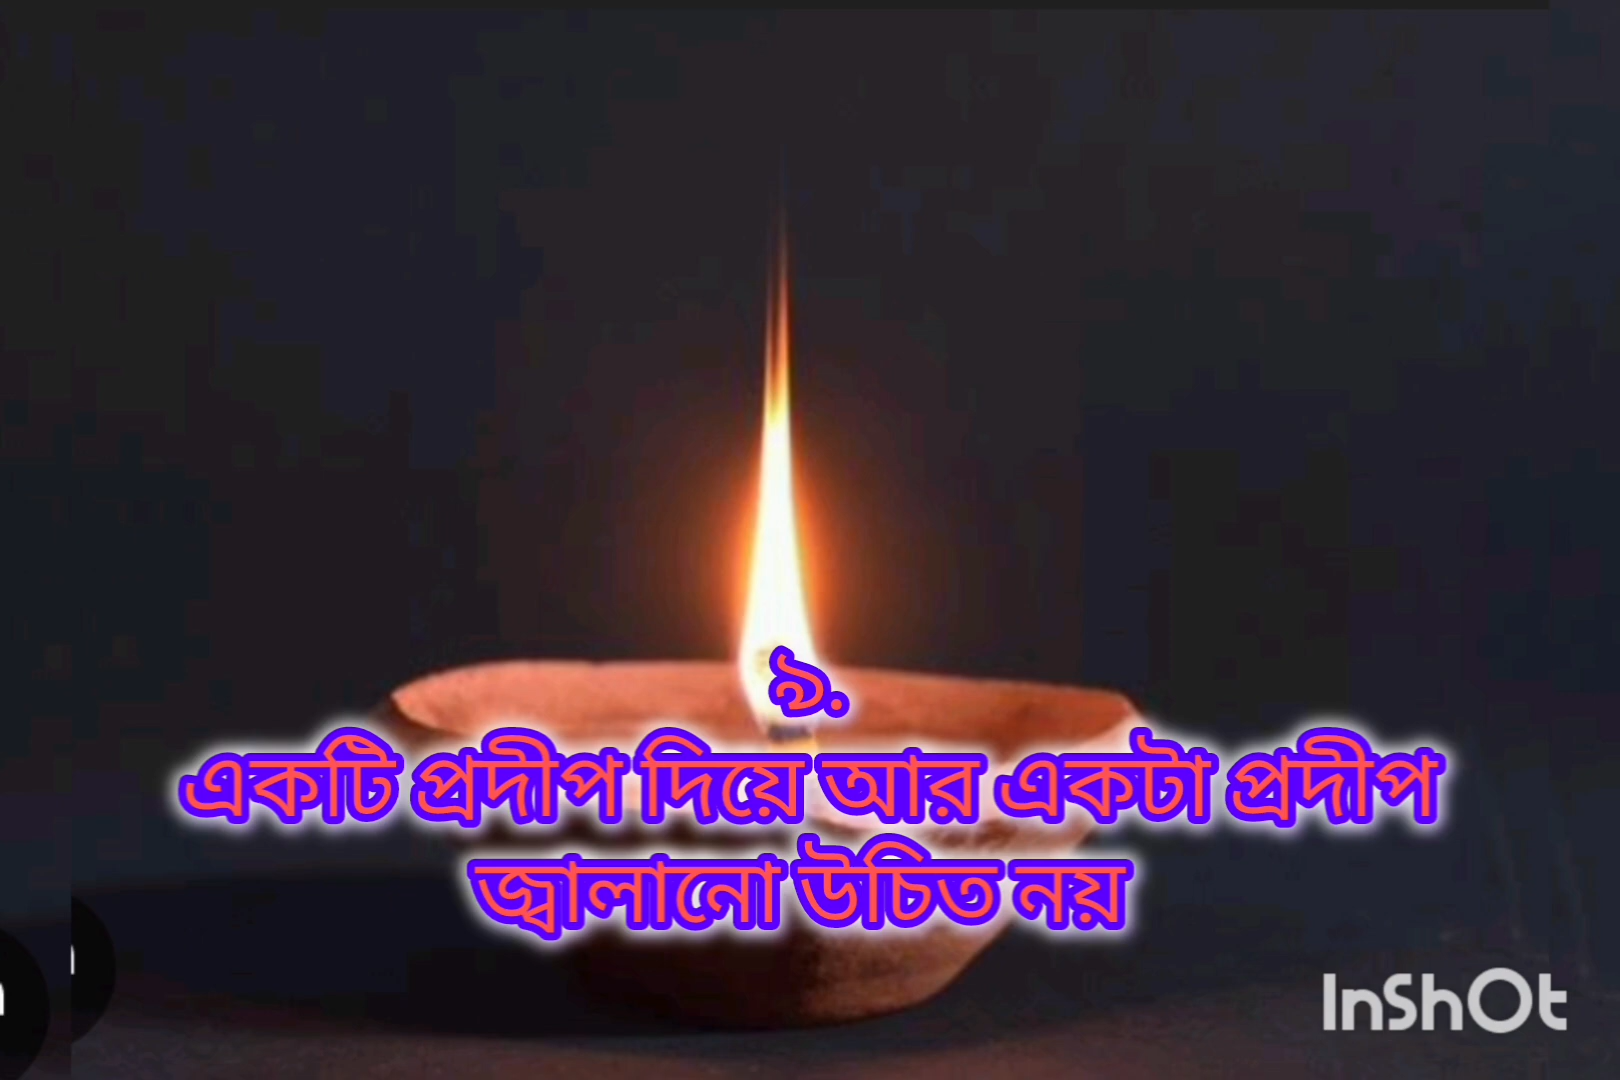 ৯.
একটি প্রদীপ দিয়ে আর একটা প্রদীপ
জ্বালানো উচিত নয়
InShOt